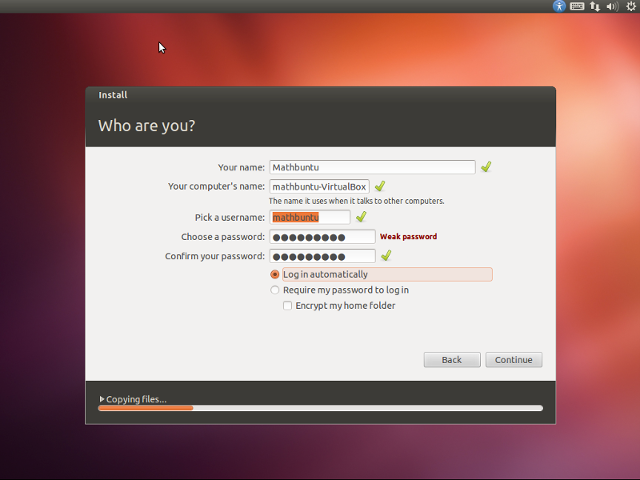 Install
Who are you?
Your name: Mathbuntu
Your computer's name: mathbuntu-VirtualBox
The name it uses when it talks to other computers.
Pick a username: mathbuntu
Choose a password: ●●●●●●●●● Weak password
Confirm your password: ●●●●●●●●●
Log in automatically
Require my password to log in
Encrypt my home folder
Back Continue
Copying files...